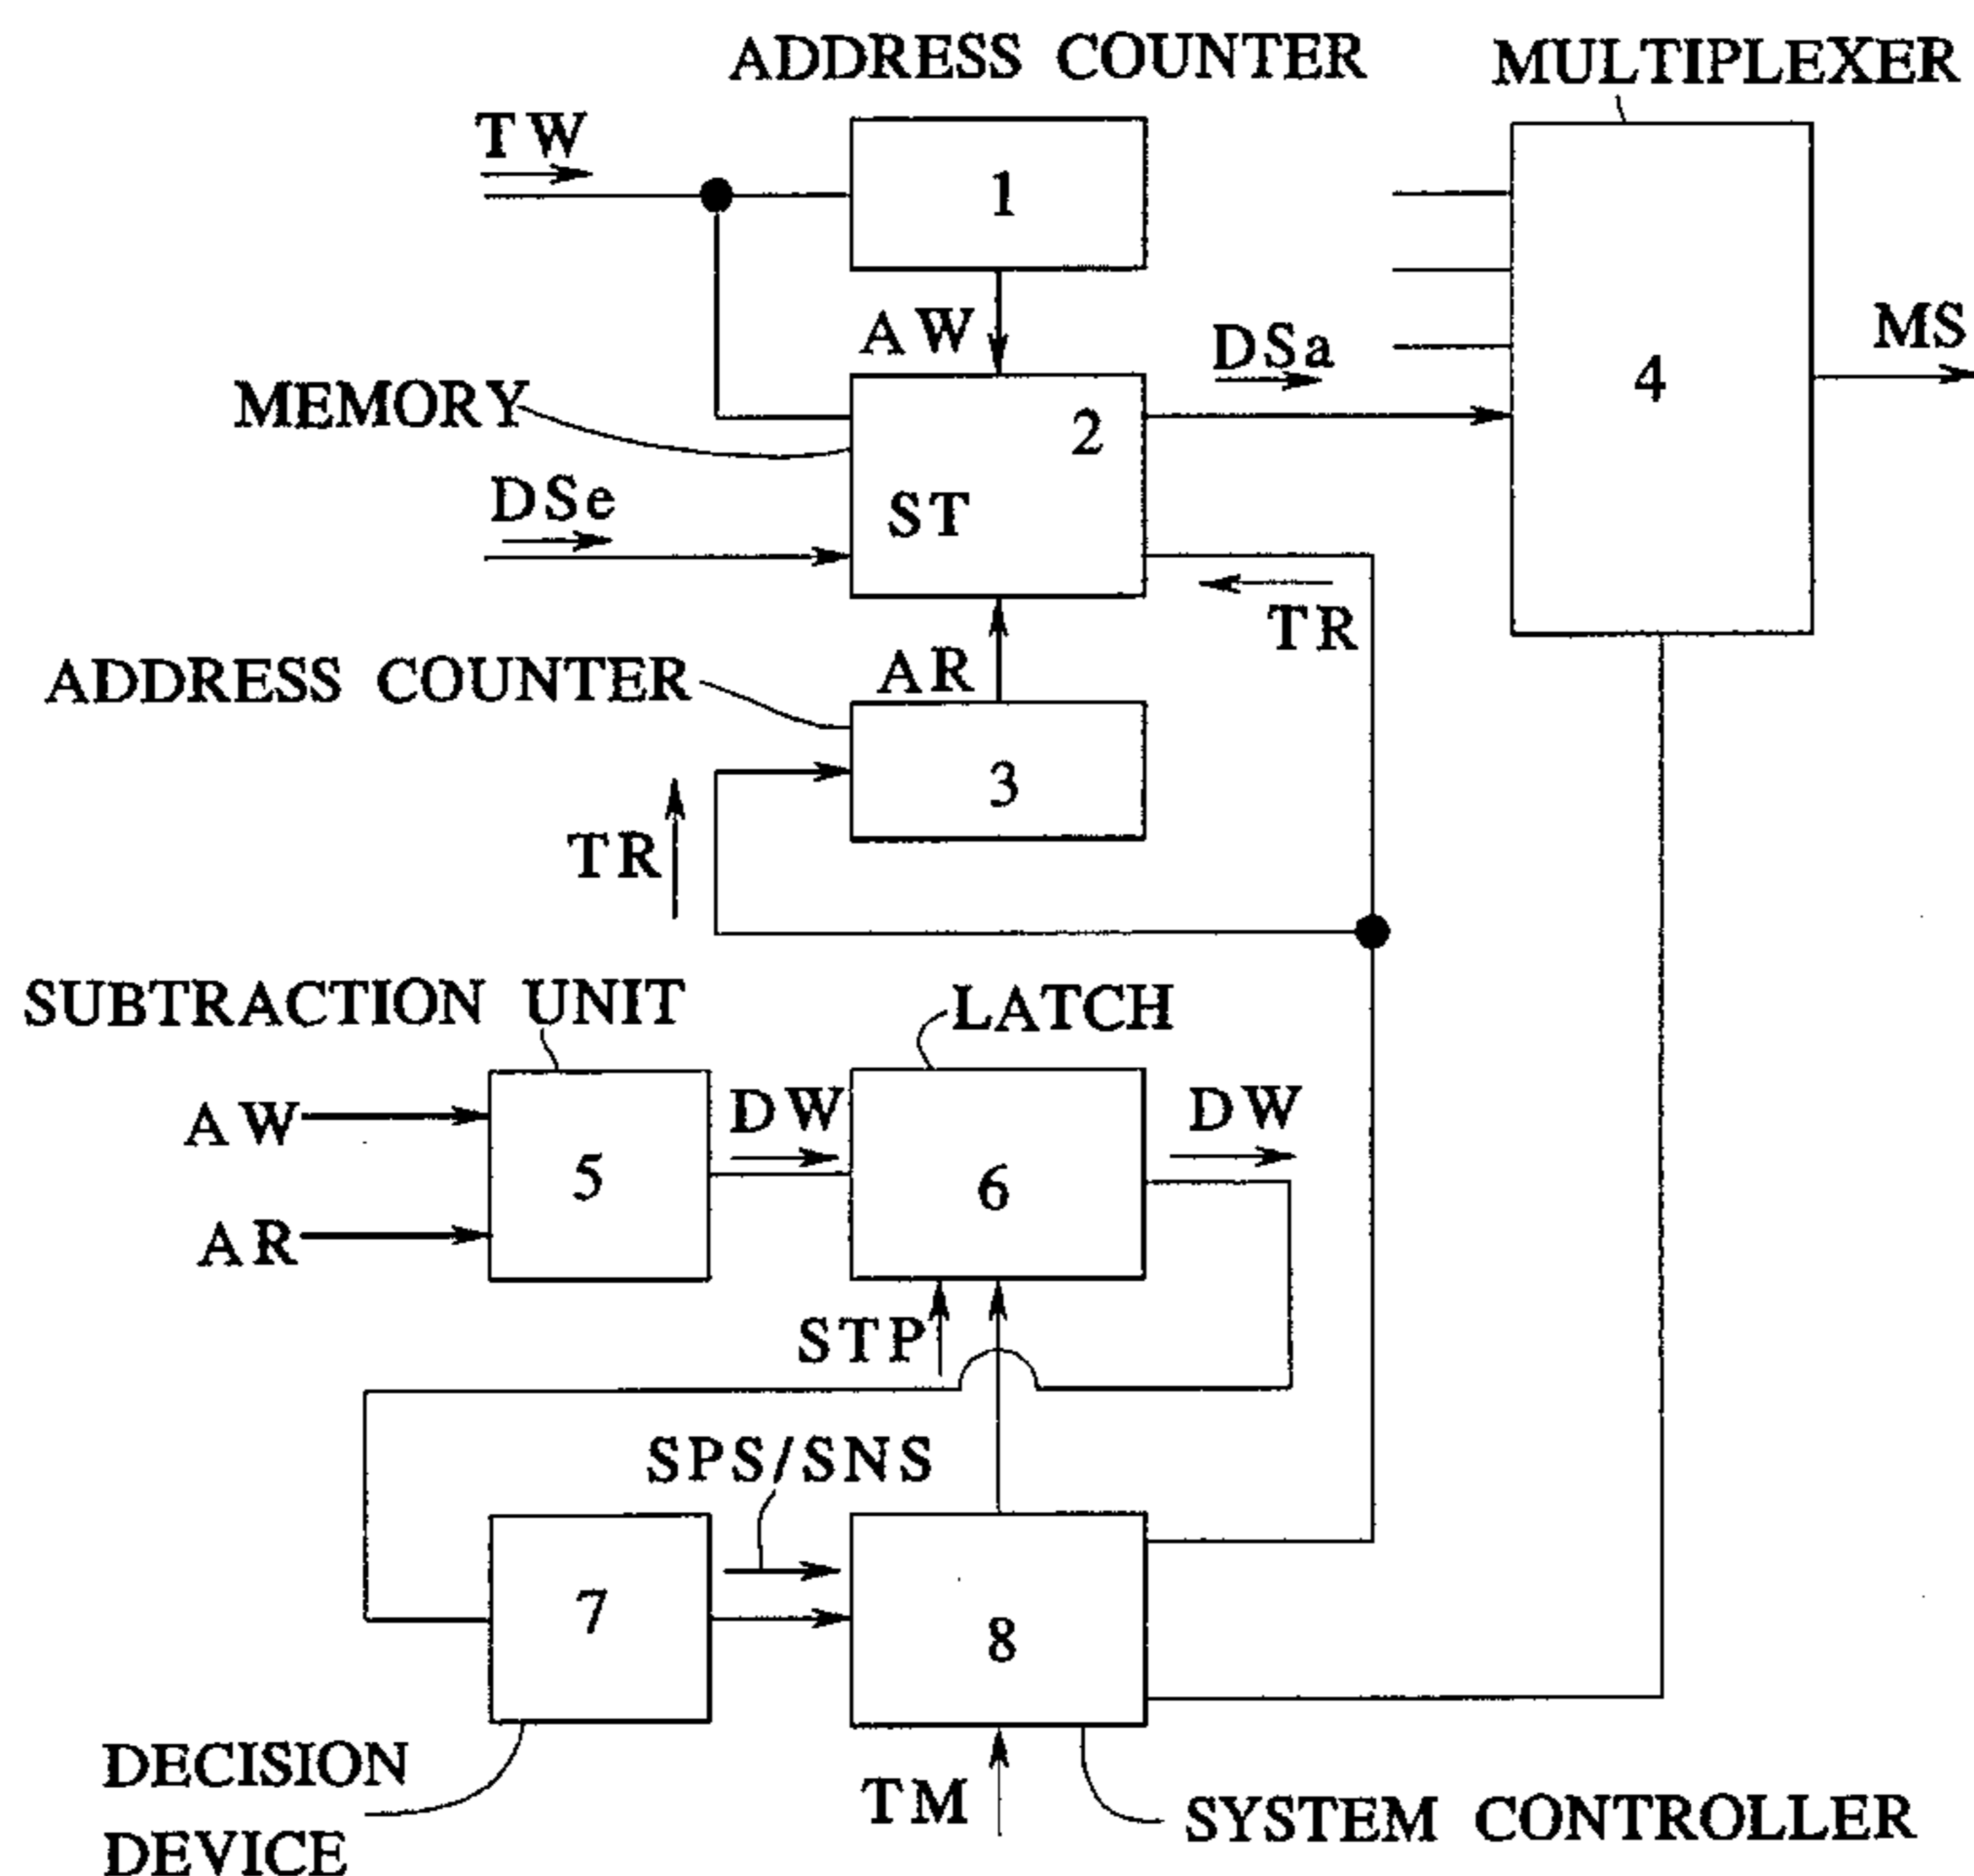 ADDRESS COUNTER
MULTIPLEXER
TW
1
AW
DSa
4
MS
MEMORY
2
DSe
ST
TR
ADDRESS COUNTER
AR
3
TR
SUBTRACTION UNIT
LATCH
AW
DW
DW
5
6
AR
STP
SPS/SNS
7
8
DECISION
DEVICE
TM
SYSTEM CONTROLLER